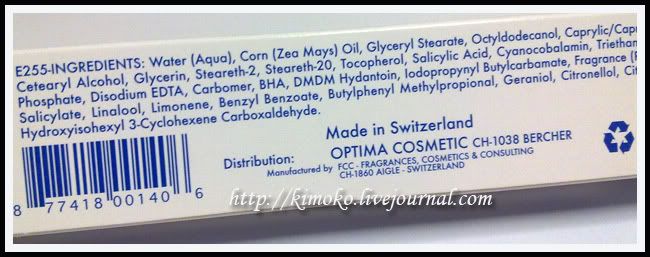 E255-INGREDIENTS: Water (Aqua), Corn (Zea Mays) Oil, Glyceryl Stearate, Octyldodecanol, Caprylic/Capr
Cetearyl Alcohol, Glycerin, Steareth-2, Steareth-20, Tocopherol, Salicylic Acid, Cyanocobalamin, Triethan
Phosphate, Disodium EDTA, Carbomer, BHA, DMDM Hydantoin, Iodopropynyl Butylcarbamate, Fragrance (P
Salicylate, Linalool, Limonene, Benzyl Benzoate, Butylphenyl Methylpropional, Geraniol, Citronellol, Cit
Hydroxyisohexyl 3-Cyclohexene Carboxaldehyde.
Made in Switzerland
Distribution: OPTIMA COSMETIC CH-1038 BERCHER
Manufactured by FCC - FRAGRANCES, COSMETICS & CONSULTING
CH-1860 AIGLE - SWITZERLAND
8 77418 00140 6
http://kimoko.livejournal.com/